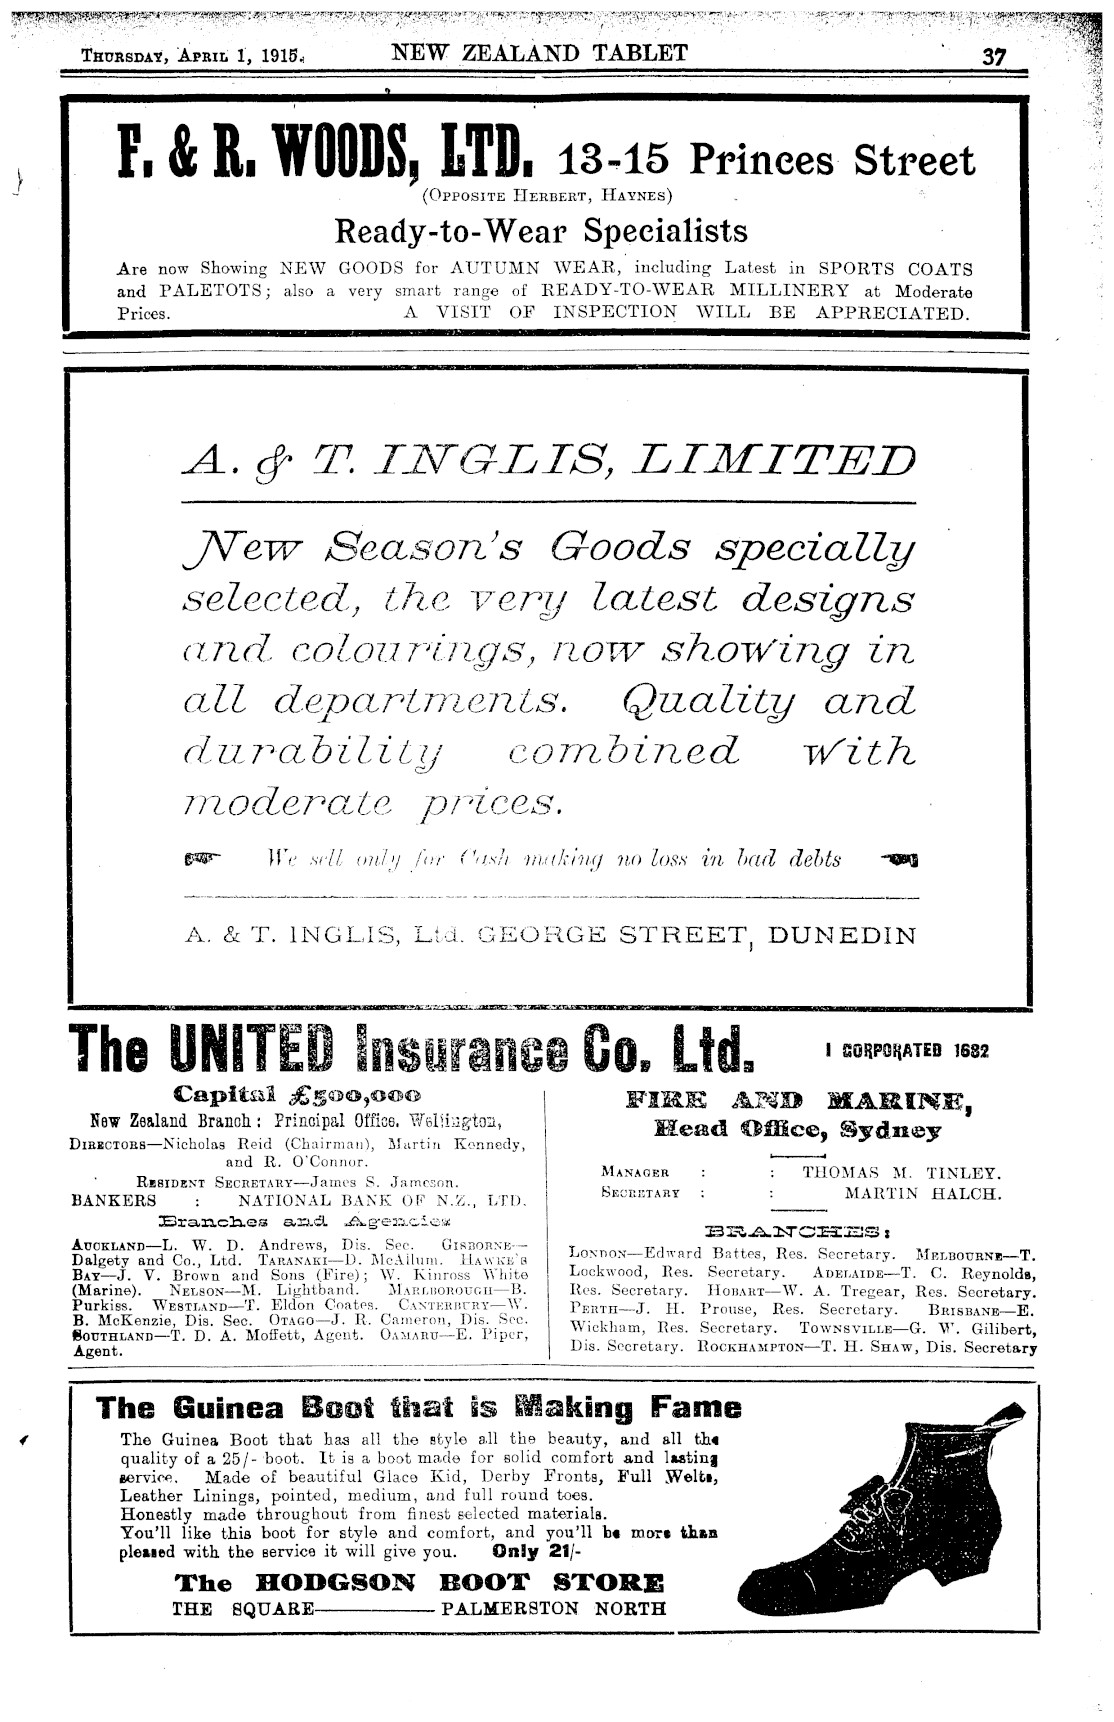 THURSDAY, APRIL 1, 1915. NEW ZEALAND TABLET 37
F. & R. WOODS, LTD. 13-15 Princes Street
(OPPOSITE HERBERT, HAYNES)
Ready-to-Wear Specialists
Are now Showing NEW GOODS for AUTUMN WEAR, including Latest in SPORTS COATS
and PALETOTS; also a very smart range of READY-TO-WEAR MILLINERY at Moderate
Prices. A VISIT OF INSPECTION WILL BE APPRECIATED.
A. & T. INGLIS, LIMITED
New Season's Goods specially
selected, the very latest designs
and colourings, now showing in
all departments. Quality and
durability combined with
moderate prices.
We sell only for Cash making no loss in bad debts
A. & T. INGLIS, Ltd. GEORGE STREET, DUNEDIN
The UNITED Insurance Co. Ltd. I CORPORATED 1682
Capital £500,000
New Zealand Branch: Principal Office, Wellington,
DIRECTORS—Nicholas Reid (Chairman), Martin Kennedy,
and R. O'Connor.
RESIDENT SECRETARY—James S. Jameson.
BANKERS : NATIONAL BANK OF N.Z., LTD.
Branches and Agencies
AUCKLAND—L. W. D. Andrews, Dis. Sec. GISBORNE—
Dalgety and Co., Ltd. TARANAKI—D. McAllum. HAWKE'S
BAY—J. V. Brown and Sons (Fire); W. Kinross White
(Marine). NELSON—M. Lightband. MARLBOROUGH—B.
Purkiss. WESTLAND—T. Eldon Coates. CANTERBURY—W.
B. McKenzie, Dis. Sec. OTAGO—J. R. Cameron, Dis. Sec.
SOUTHLAND—T. D. A. Moffett, Agent. OAMARU—E. Piper,
Agent.
FIRE AND MARINE,
Head Office, Sydney
MANAGER : : THOMAS M. TINLEY.
SECRETARY : : MARTIN HALCH.
BRANCHES:
LONDON—Edward Battes, Res. Secretary. MELBOURNE—T.
Lockwood, Res. Secretary. ADELAIDE—T. C. Reynolds,
Res. Secretary. HOBART—W. A. Tregear, Res. Secretary.
PERTH—J. H. Prouse, Res. Secretary. BRISBANE—E.
Wickham, Res. Secretary. TOWNSVILLE—G. W. Gilibert,
Dis. Secretary. ROCKHAMPTON—T. H. SHAW, Dis. Secretary
The Guinea Boot that is Making Fame
The Guinea Boot that has all the style all the beauty, and all the
quality of a 25/- boot. It is a boot made for solid comfort and lasting
service. Made of beautiful Glace Kid, Derby Fronts, Full Welts,
Leather Linings, pointed, medium, and full round toes.
Honestly made throughout from finest selected materials.
You'll like this boot for style and comfort, and you'll be more than
pleased with the service it will give you. Only 21/-
The HODGSON BOOT STORE
THE SQUARE— PALMERSTON NORTH